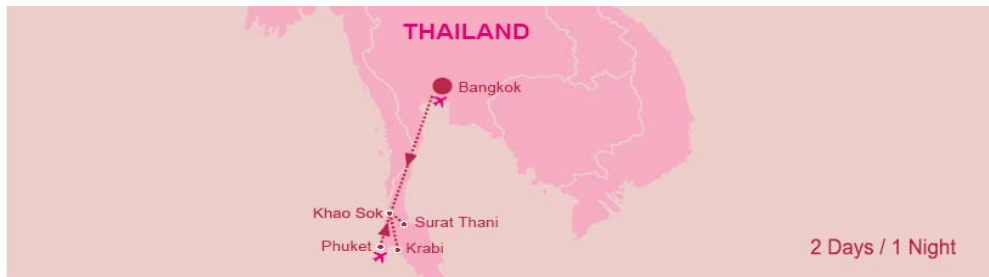 THAILAND
Bangkok
Khao Sok
Surat Thani
Phuket
Krabi
2 Days / 1 Night